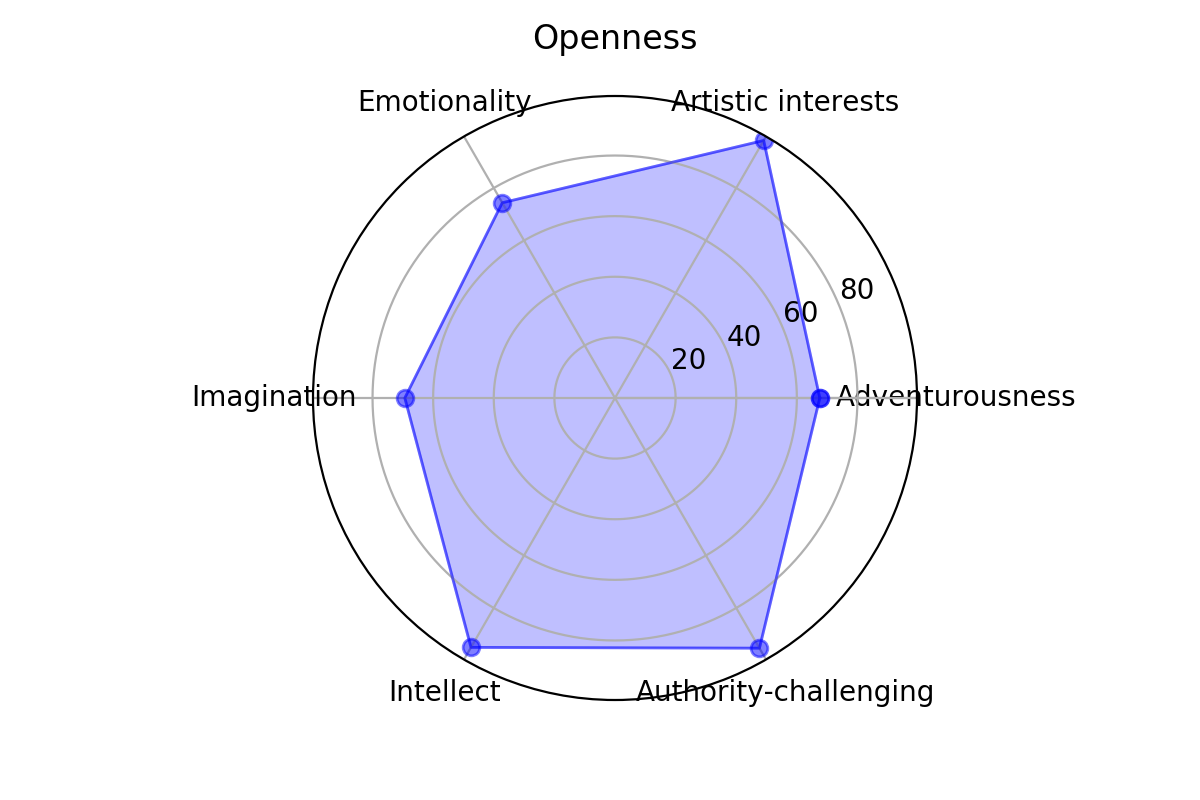 Openness
Emotionality
Artistic interests
80
60
40
20
Imagination
Adventurousness
Intellect
Authority-challenging